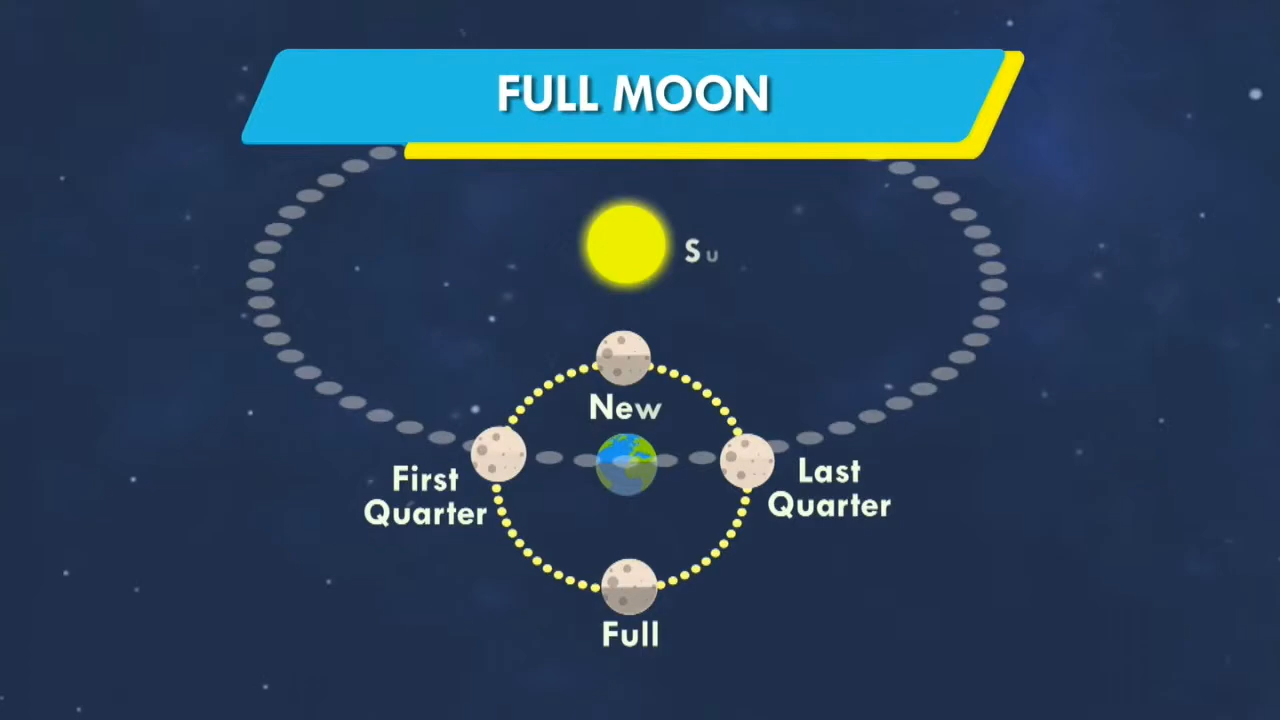 FULL MOON
Su
New
First
Quarter
Last
Quarter
Full